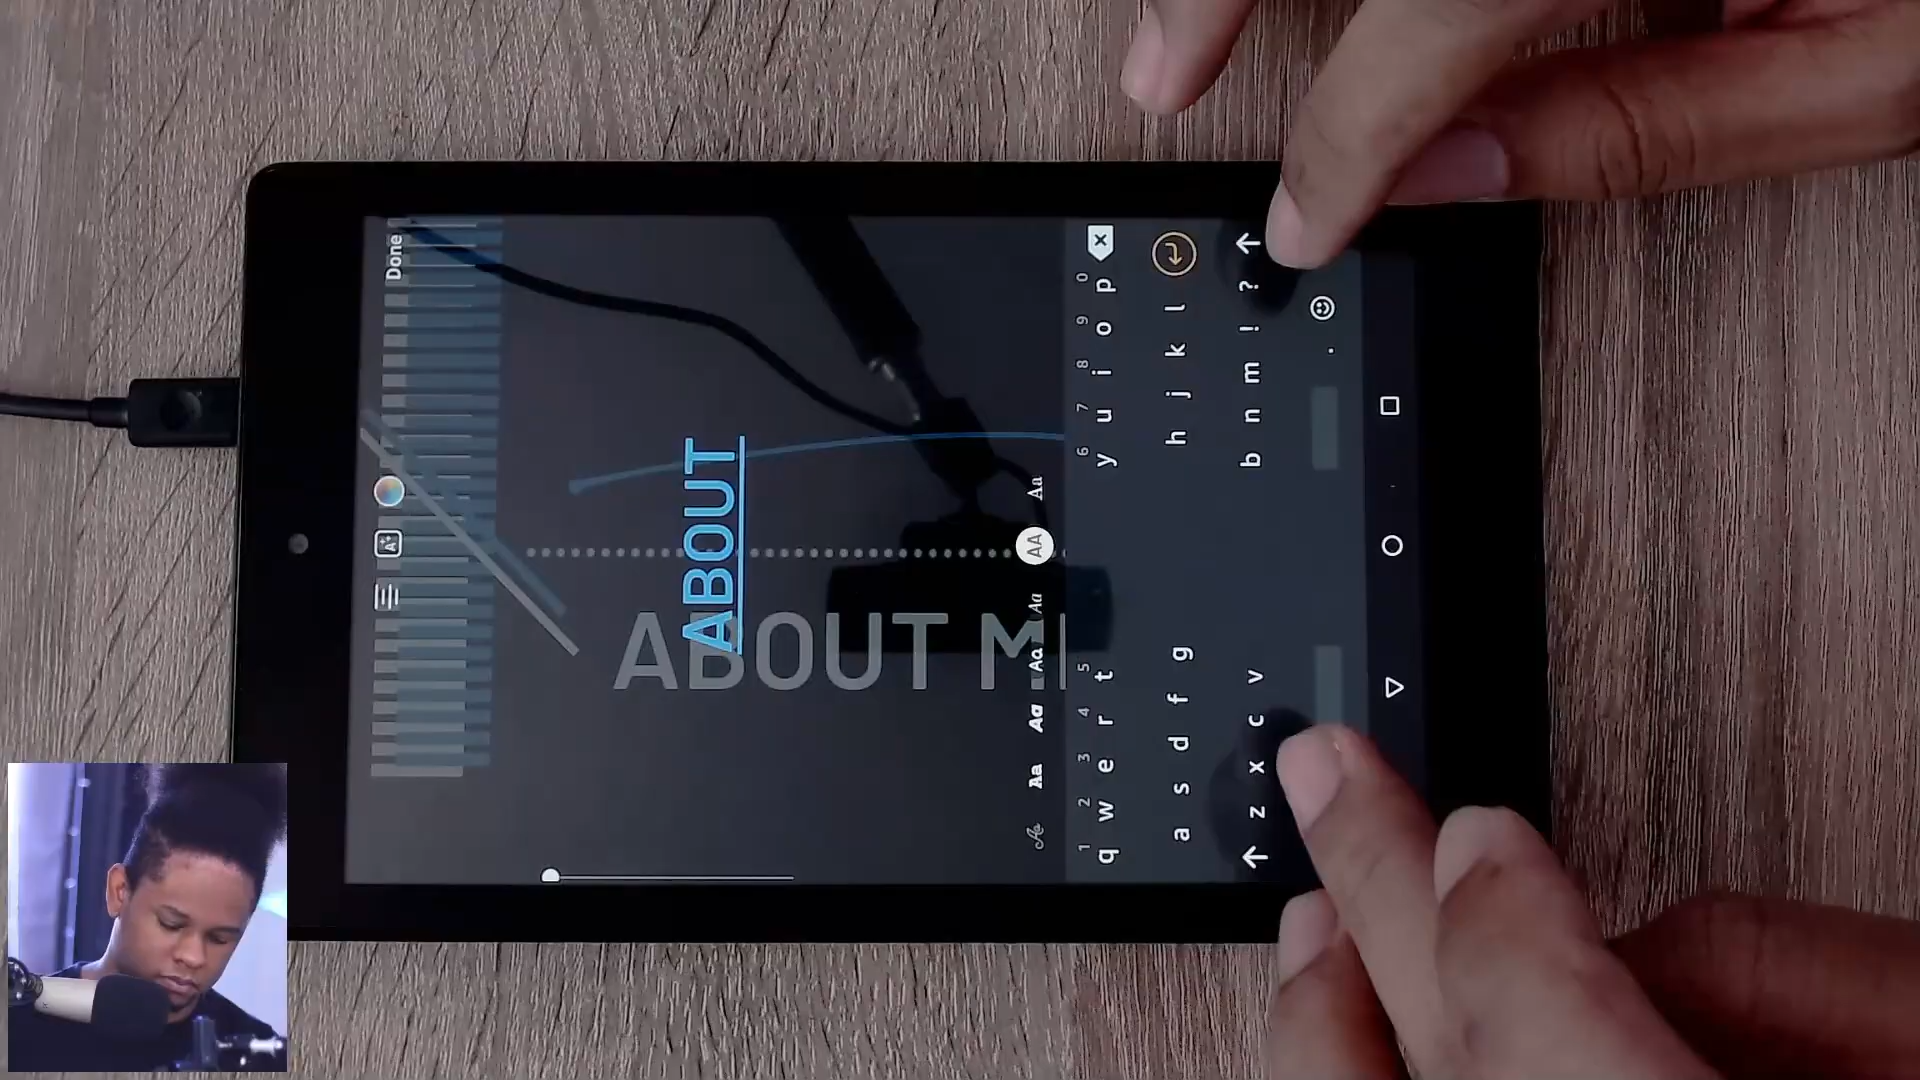 Done
A
ABOUT
ABOUT M
Aa
Aa
Aa
Aa
Aa
AA
Aa
1 2 3 4 5 6 7 8 9 0
q w e r t y u i o p
a s d f g h j k l
z x c v b n m ! ?
.